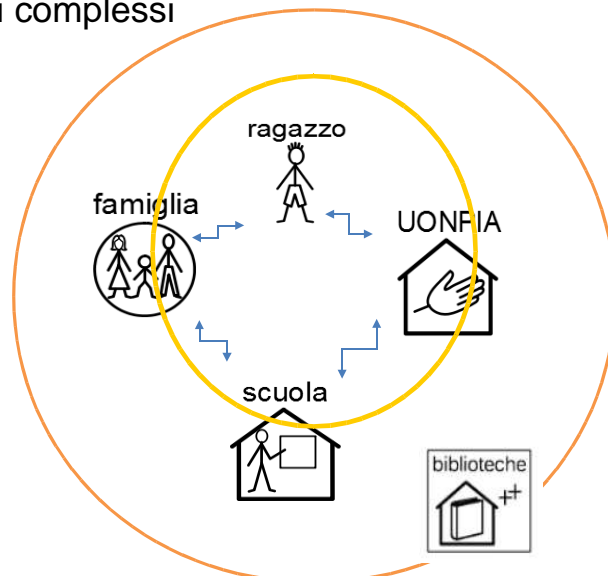 complessi
ragazzo
famiglia
UONPIA
scuola
biblioteche
++